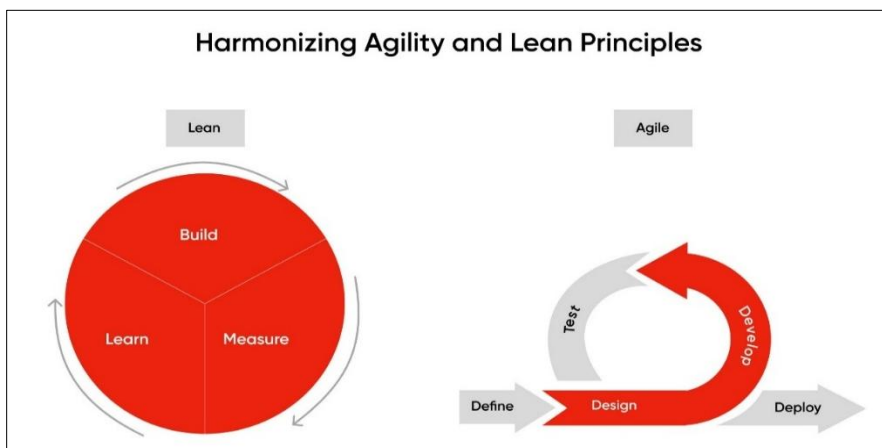 Harmonizing Agility and Lean Principles
Lean
Agile
Build
Learn
Measure
Test
Develop
Define
Design
Deploy